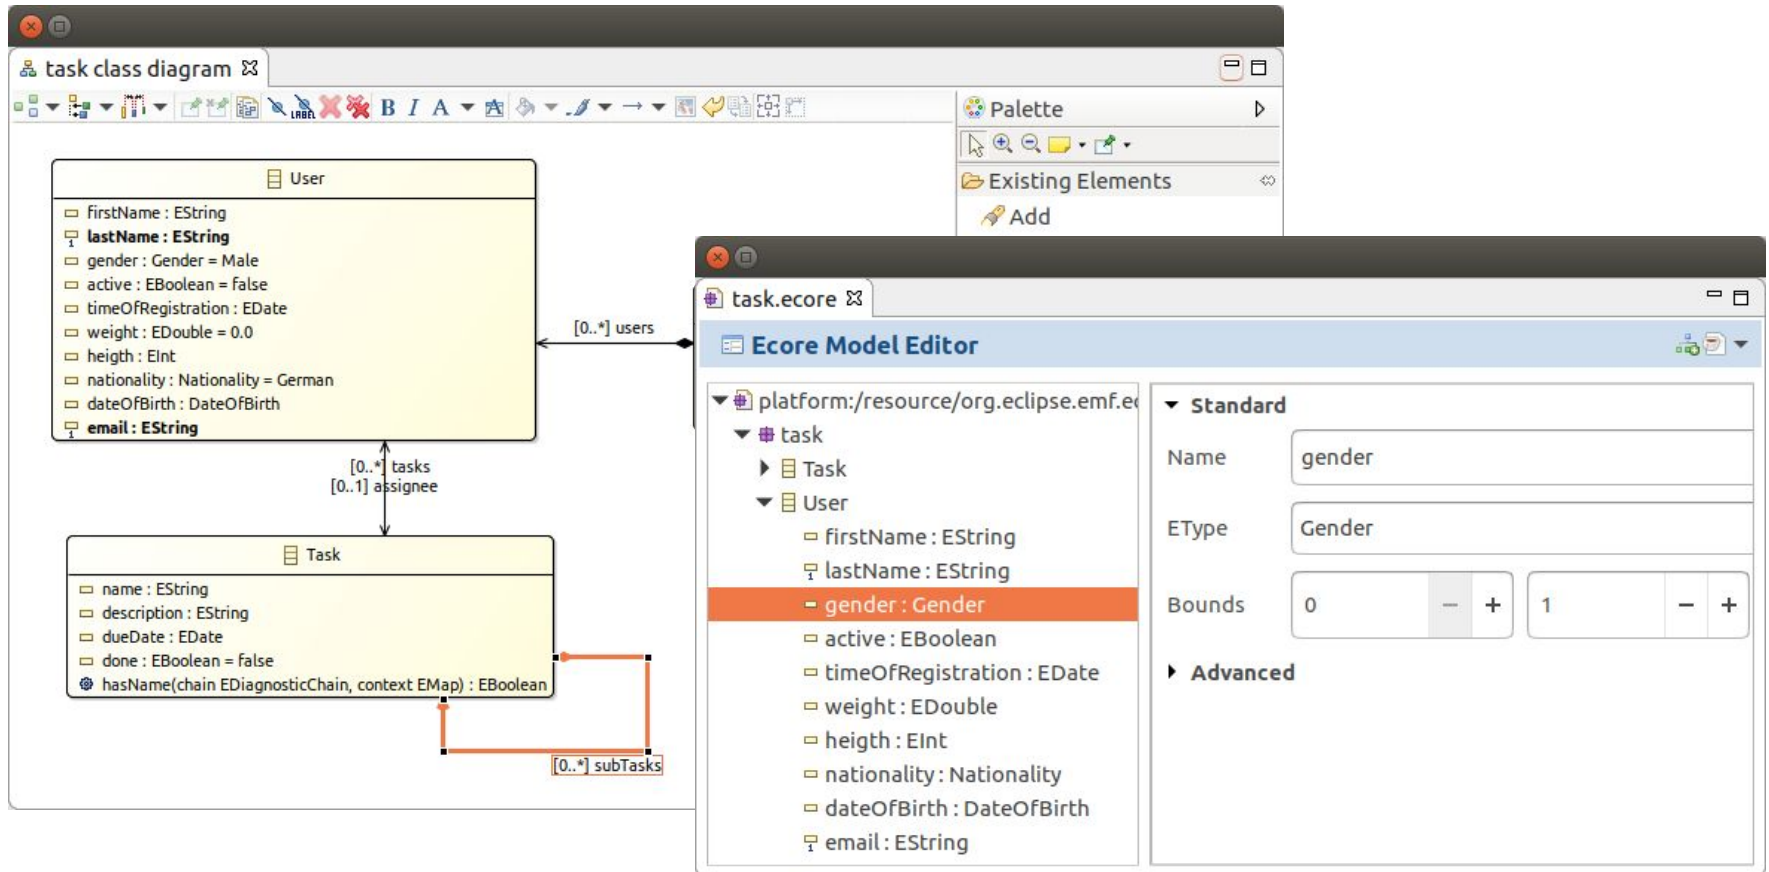 task class diagram
LABEL B I A A
Palette
Existing Elements
Add
User
firstName : EString
lastName : EString
gender : Gender = Male
active : EBoolean = false
timeOfRegistration : EDate
weight : EDouble = 0.0
heigth : EInt
nationality : Nationality = German
dateOfBirth : DateOfBirth
email : EString
[0..*] users
[0..*] tasks
[0..1] assignee
Task
name : EString
description : EString
dueDate : EDate
done : EBoolean = false
hasName(chain EDiagnosticChain, context EMap) : EBoolean
[0..*] subTasks
task.ecore
Ecore Model Editor
platform:/resource/org.eclipse.emf.ec
task
Task
User
firstName : EString
lastName : EString
gender : Gender
active : EBoolean
timeOfRegistration : EDate
weight : EDouble
heigth : EInt
nationality : Nationality
dateOfBirth : DateOfBirth
email : EString
Standard
Name gender
EType Gender
Bounds 0 − + 1 − +
Advanced